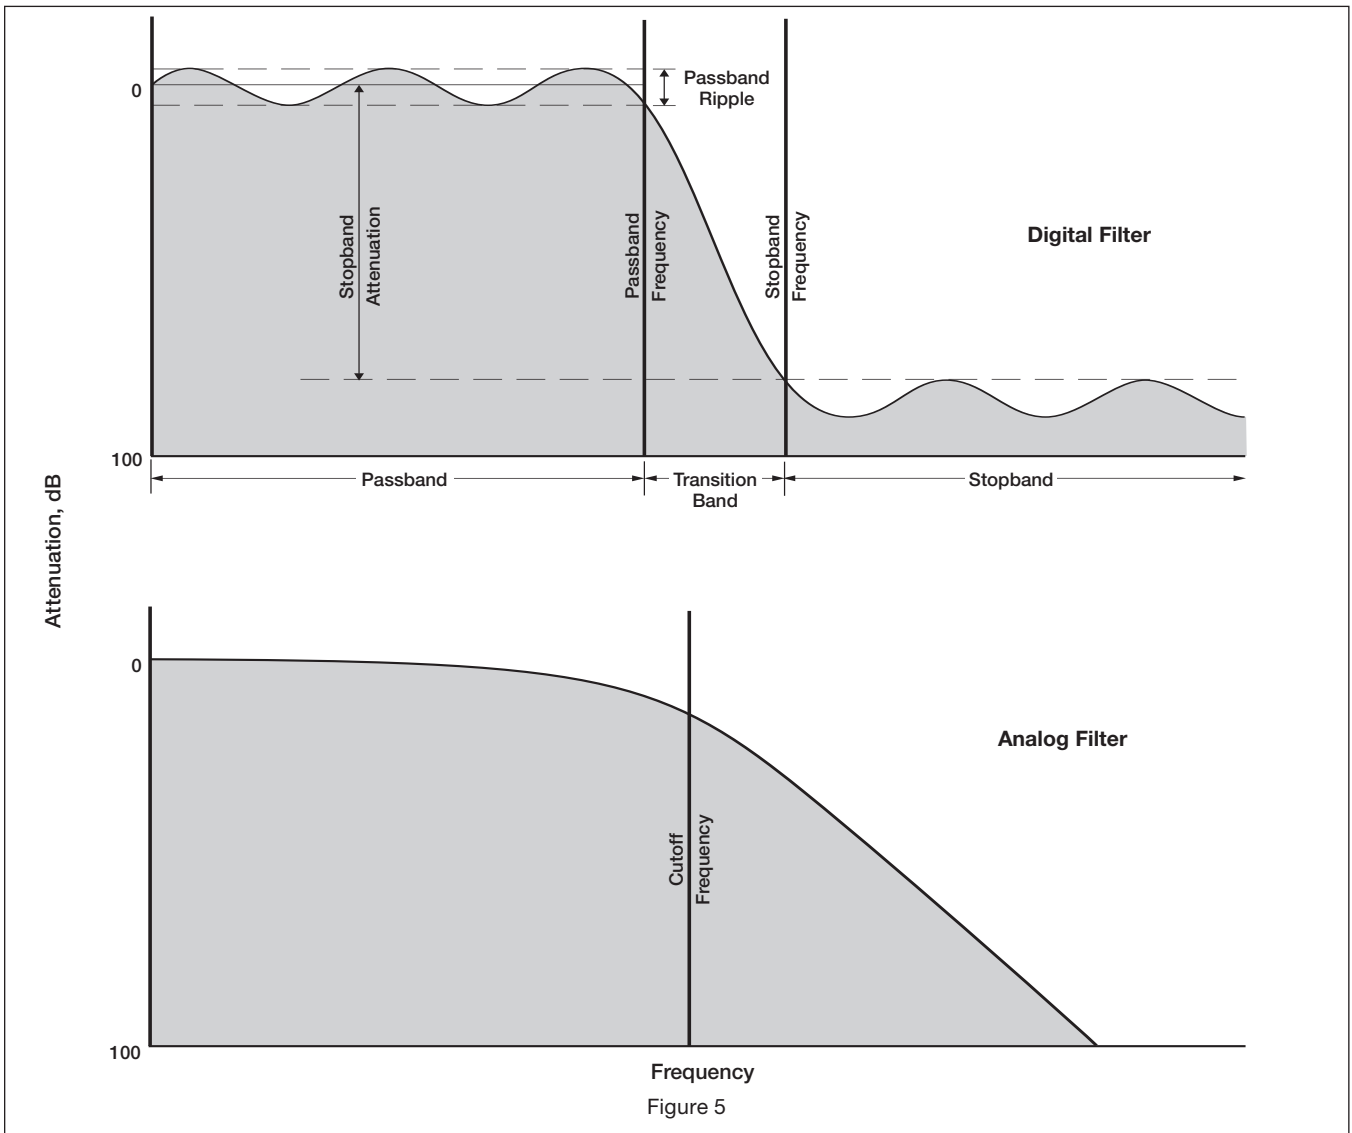 0
Passband
Ripple
Stopband
Attenuation
Passband
Frequency
Stopband
Frequency
Digital Filter
100
Passband
Transition
Band
Stopband
Attenuation, dB
0
Analog Filter
Cutoff
Frequency
100
Frequency
Figure 5